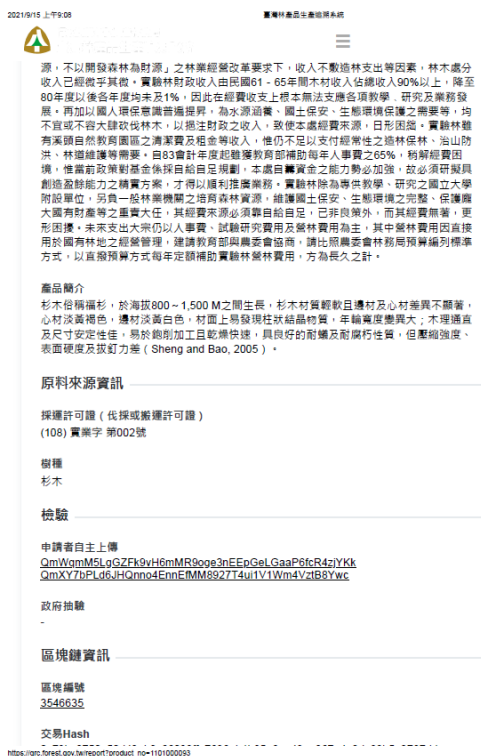 2021/9/15 上午9:08
臺灣林產品生產追溯系統
源，不以開發森林為財源」之林業經營改革要求下，收入不敷造林支出等因素，林木處分
收入已經微乎其微。實驗林財政收入由民國61－65年間木材收入佔總收入90%以上，降至
80年度以後各年度均未及1%，因此在經費收支上根本無法支應各項教學﹑研究及業務發
展。再加以國人環保意識普遍提昇，為水源涵養、國土保安、生態環境保護之需要等，均
不宜或不容大肆砍伐林木，以挹注財政之收入，致使本處經費來源，日形困拙。實驗林雖
有溪頭自然教育園區之清潔費及租金等收入，惟仍不足以支付經常性之造林保林、治山防
洪、林道維護等需要。自83會計年度起雖獲教育部補助每年人事費之65%，稍解經費困
境，惟當前政策對基金係採自給自足規劃，本處自籌資金之能力勢必加強，故必須研擬具
創造盈餘能力之精實方案，才得以順利推廣業務。實驗林除為專供教學、研究之國立大學
附設單位，另負一般林業機關之培育森林資源，維護國土保安、生態環境之完整、保護龐
大國有財產等之重責大任，其經費來源必須靠自給自足，已非良策外，而其經費無著，更
形困擾。未來支出大宗仍以人事費、試驗研究費用及營林費用為主，其中營林費用因直接
用於國有林地之經營管理，建請教育部與農委會協商，請比照農委會林務局預算編列標準
方式，以直撥預算方式每年定額補助實驗林營林費用，方為長久之計。
產品簡介
杉木俗稱福杉，於海拔800～1,500 M之間生長，杉木材質輕軟且邊材及心材差異不顯著，
心材淡黃褐色，邊材淡黃白色，材面上易發現柱狀結晶物質，年輪寬度變異大；木理通直
及尺寸安定性佳，易於鉋削加工且乾燥快速，具良好的耐蟻及耐腐朽性質，但壓縮強度、
表面硬度及拔釘力差（Sheng and Bao, 2005）。
原料來源資訊
採運許可證（伐採或搬運許可證）
(108) 實業字 第002號
樹種
杉木
檢驗
申請者自主上傳
QmWqmM5LgGZFk9vH6mMR9oge3nEEpGeLGaaP6fcR4zjYKk
QmXY7bPLd6JHQnno4EnnEfMM8927T4ui1V1Wm4VztB8Ywc
政府抽驗
-
區塊鏈資訊
區塊編號
3546635
交易Hash
https://qrc.forest.gov.tw/report?product_no=1101000093